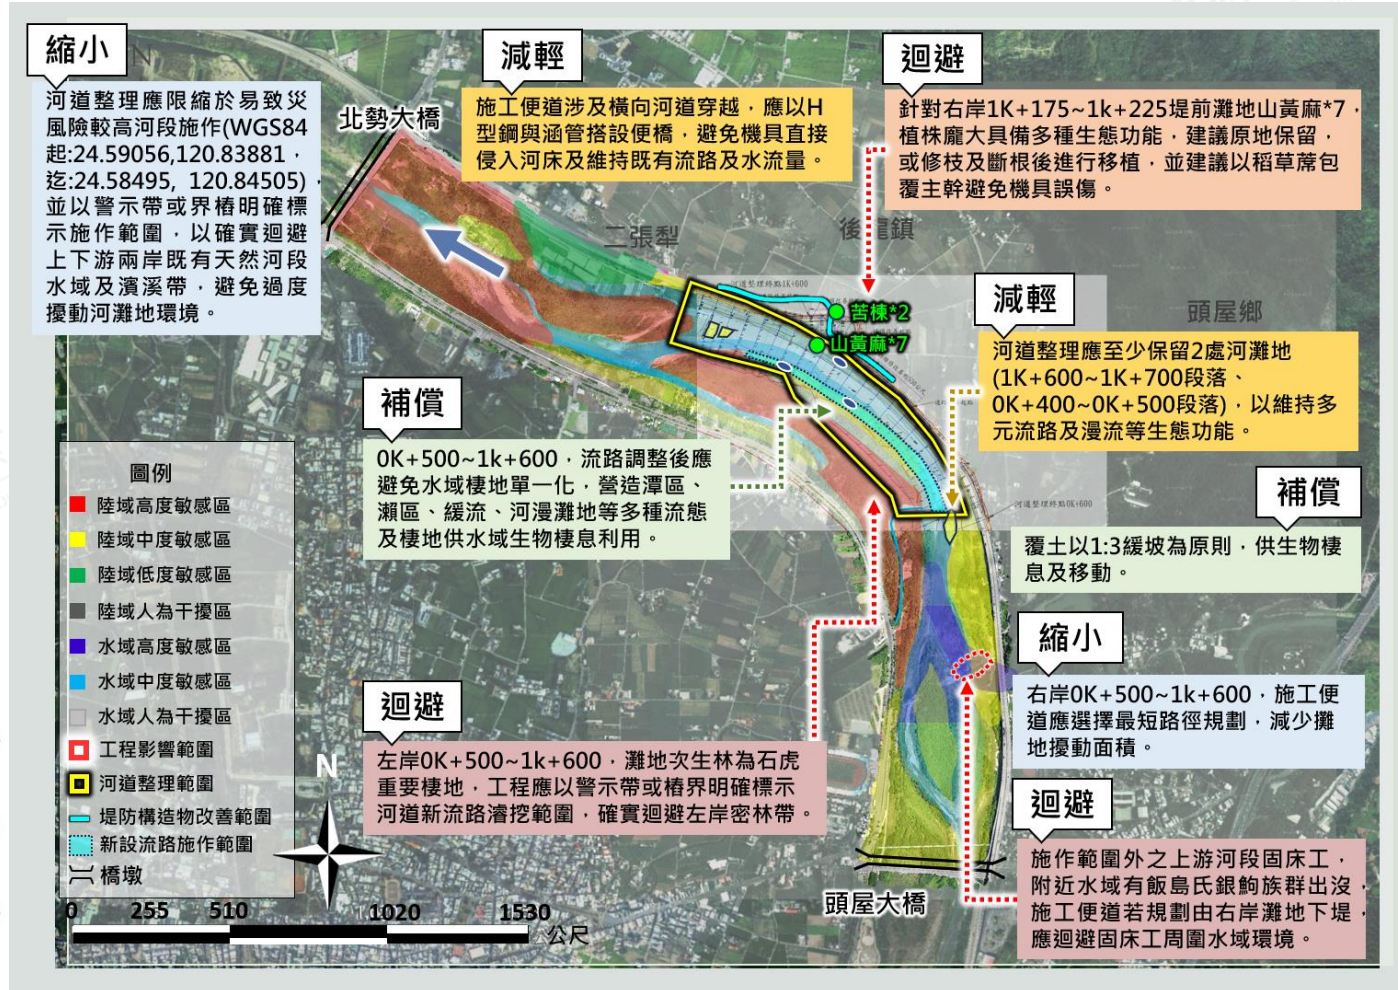 縮小
河道整理應限縮於易致災
風險較高河段施作(WGS84
起:24.59056,120.83881，
迄:24.58495, 120.84505)，
並以警示帶或界樁明確標
示施作範圍，以確實迴避
上下游兩岸既有天然河段
水域及濱溪帶，避免過度
擾動河灘地環境。
減輕
施工便道涉及橫向河道穿越，應以H
型鋼與涵管搭設便橋，避免機具直接
侵入河床及維持既有流路及水流量。
迴避
針對右岸1K+175~1k+225堤前灘地山黃麻*7，
植株龐大具備多種生態功能，建議原地保留，
或修枝及斷根後進行移植，並建議以稻草蓆包
覆主幹避免機具誤傷。
北勢大橋
二張犁
後龍鎮
頭屋鄉
河道整理終點1K+600
苦楝*2
山黃麻*7
減輕
河道整理應至少保留2處河灘地
(1K+600~1K+700段落、
0K+400~0K+500段落)，以維持多
元流路及漫流等生態功能。
補償
0K+500~1k+600，流路調整後應
避免水域棲地單一化，營造潭區、
瀨區、緩流、河漫灘地等多種流態
及棲地供水域生物棲息利用。
河道整理終點0K+600
補償
覆土以1:3緩坡為原則，供生物棲
息及移動。
縮小
右岸0K+500~1k+600，施工便
道應選擇最短路徑規劃，減少攤
地擾動面積。
迴避
左岸0K+500~1k+600，灘地次生林為石虎
重要棲地，工程應以警示帶或樁界明確標示
河道新流路濬挖範圍，確實迴避左岸密林帶。
迴避
施作範圍外之上游河段固床工，
附近水域有飯島氏銀鮈族群出沒，
施工便道若規劃由右岸灘地下堤，
應迴避固床工周圍水域環境。
頭屋大橋
圖例
陸域高度敏感區
陸域中度敏感區
陸域低度敏感區
陸域人為干擾區
水域高度敏感區
水域中度敏感區
水域人為干擾區
工程影響範圍
河道整理範圍
堤防構造物改善範圍
新設流路施作範圍
橋墩
N
0 255 510 1020 1530
公尺